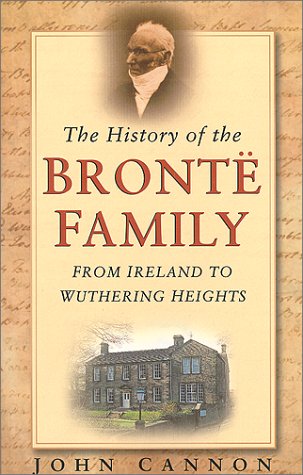 The History of the
BRONTË
FAMILY
FROM IRELAND TO
WUTHERING HEIGHTS
JOHN CANNON